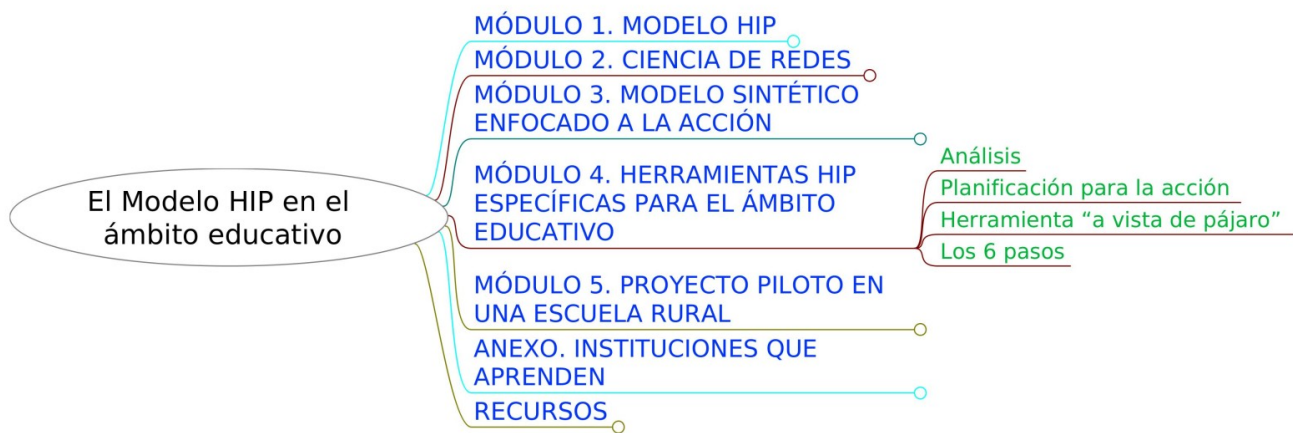 El Modelo HIP en el
ámbito educativo
MÓDULO 1. MODELO HIP
MÓDULO 2. CIENCIA DE REDES
MÓDULO 3. MODELO SINTÉTICO
ENFOCADO A LA ACCIÓN
MÓDULO 4. HERRAMIENTAS HIP
ESPECÍFICAS PARA EL ÁMBITO
EDUCATIVO
Análisis
Planificación para la acción
Herramienta “a vista de pájaro”
Los 6 pasos
MÓDULO 5. PROYECTO PILOTO EN
UNA ESCUELA RURAL
ANEXO. INSTITUCIONES QUE
APRENDEN
RECURSOS